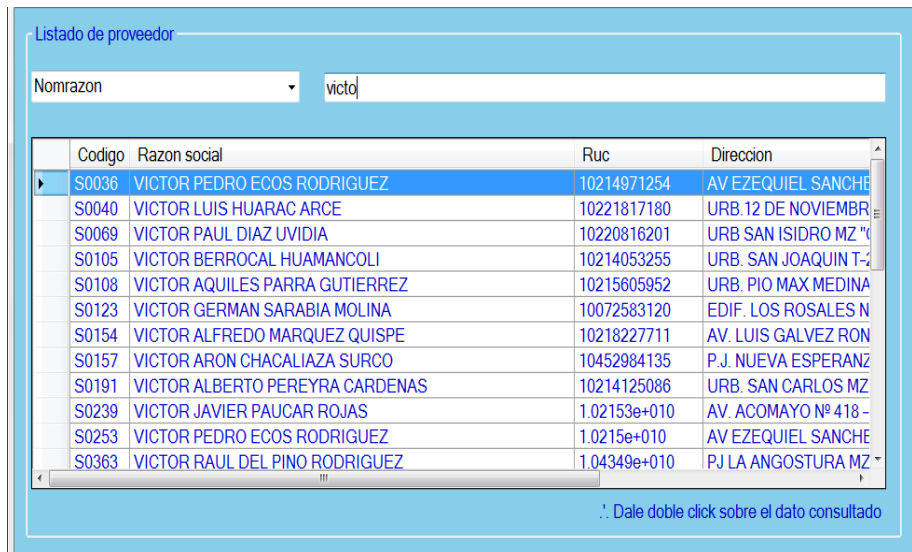 Listado de proveedor
Nomrazon victo
Codigo Razon social Ruc Direccion
S0036 VICTOR PEDRO ECOS RODRIGUEZ 10214971254 AV EZEQUIEL SANCHE
S0040 VICTOR LUIS HUARAC ARCE 10221817180 URB.12 DE NOVIEMBR
S0069 VICTOR PAUL DIAZ UVIDIA 10220816201 URB SAN ISIDRO MZ "
S0105 VICTOR BERROCAL HUAMANCOLI 10214053255 URB. SAN JOAQUIN T-2
S0108 VICTOR AQUILES PARRA GUTIERREZ 10215605952 URB. PIO MAX MEDINA
S0123 VICTOR GERMAN SARABIA MOLINA 10072583120 EDIF. LOS ROSALES N
S0154 VICTOR ALFREDO MARQUEZ QUISPE 10218227711 AV. LUIS GALVEZ RON
S0157 VICTOR ARON CHACALIAZA SURCO 10452984135 P.J. NUEVA ESPERANZ
S0191 VICTOR ALBERTO PEREYRA CARDENAS 10214125086 URB. SAN CARLOS MZ
S0239 VICTOR JAVIER PAUCAR ROJAS 1.02153e+010 AV. ACOMAYO Nº 418 –
S0253 VICTOR PEDRO ECOS RODRIGUEZ 1.0215e+010 AV EZEQUIEL SANCHE
S0363 VICTOR RAUL DEL PINO RODRIGUEZ 1.04349e+010 PJ LA ANGOSTURA MZ
.'. Dale doble click sobre el dato consultado